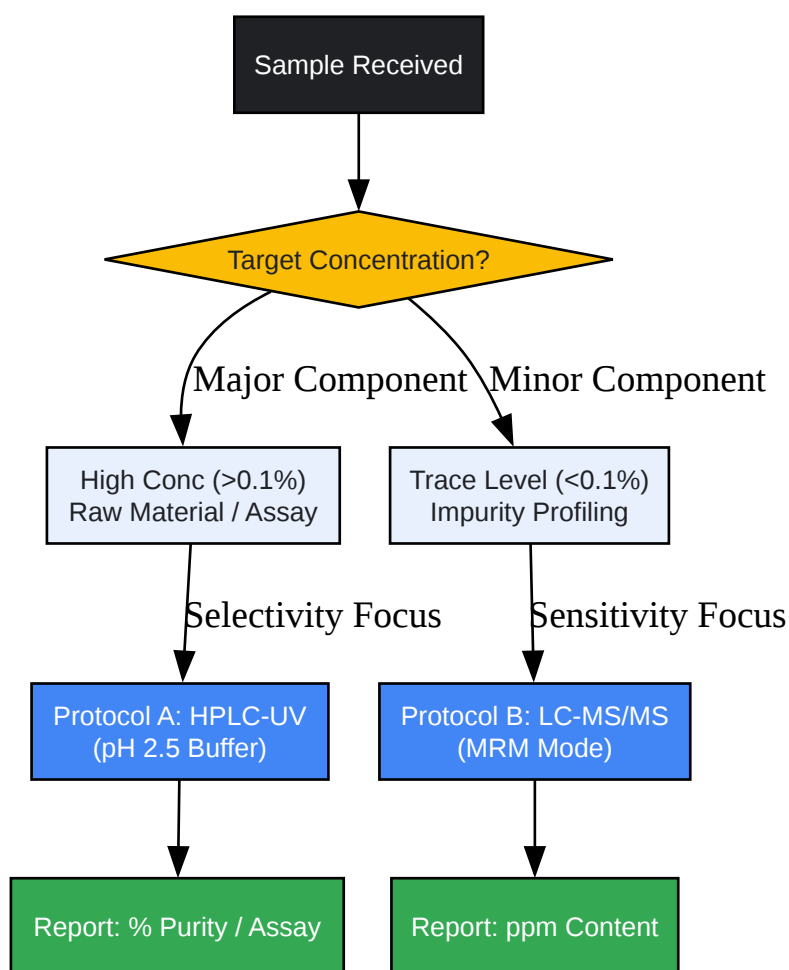 Sample Received
Target Concentration?
Major Component
Minor Component
High Conc (>0.1%)
Raw Material / Assay
Trace Level (<0.1%)
Impurity Profiling
Selectivity Focus
Sensitivity Focus
Protocol A: HPLC-UV
(pH 2.5 Buffer)
Protocol B: LC-MS/MS
(MRM Mode)
Report: % Purity / Assay
Report: ppm Content